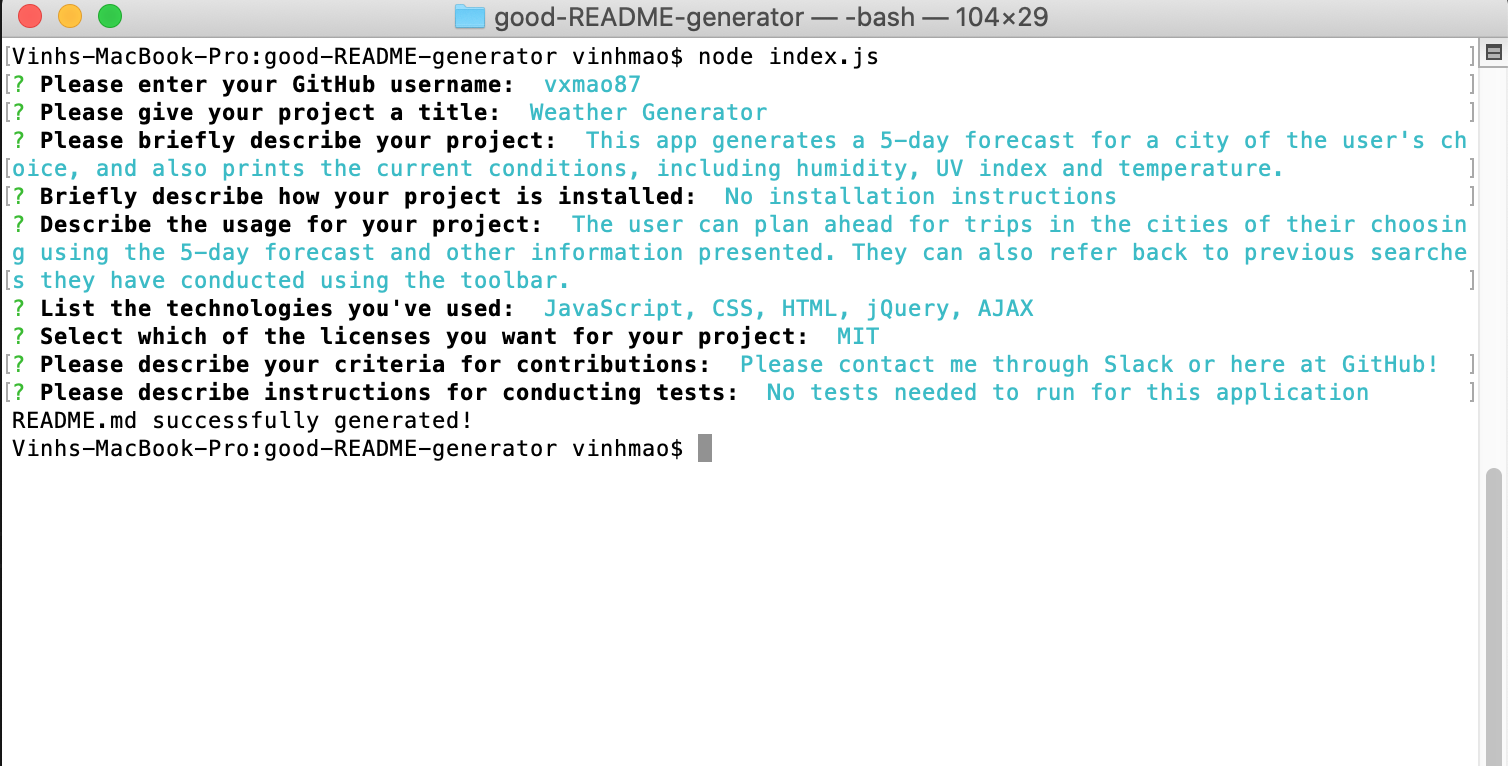 good-README-generator — -bash — 104×29
Vinhs-MacBook-Pro:good-README-generator vinhmao$ node index.js
? Please enter your GitHub username:  vxmao87
? Please give your project a title:  Weather Generator
? Please briefly describe your project:  This app generates a 5-day forecast for a city of the user's ch
oice, and also prints the current conditions, including humidity, UV index and temperature.
? Briefly describe how your project is installed:  No installation instructions
? Describe the usage for your project:  The user can plan ahead for trips in the cities of their choosin
g using the 5-day forecast and other information presented. They can also refer back to previous searche
s they have conducted using the toolbar.
? List the technologies you've used:  JavaScript, CSS, HTML, jQuery, AJAX
? Select which of the licenses you want for your project:  MIT
? Please describe your criteria for contributions:  Please contact me through Slack or here at GitHub!
? Please describe instructions for conducting tests:  No tests needed to run for this application
README.md successfully generated!
Vinhs-MacBook-Pro:good-README-generator vinhmao$